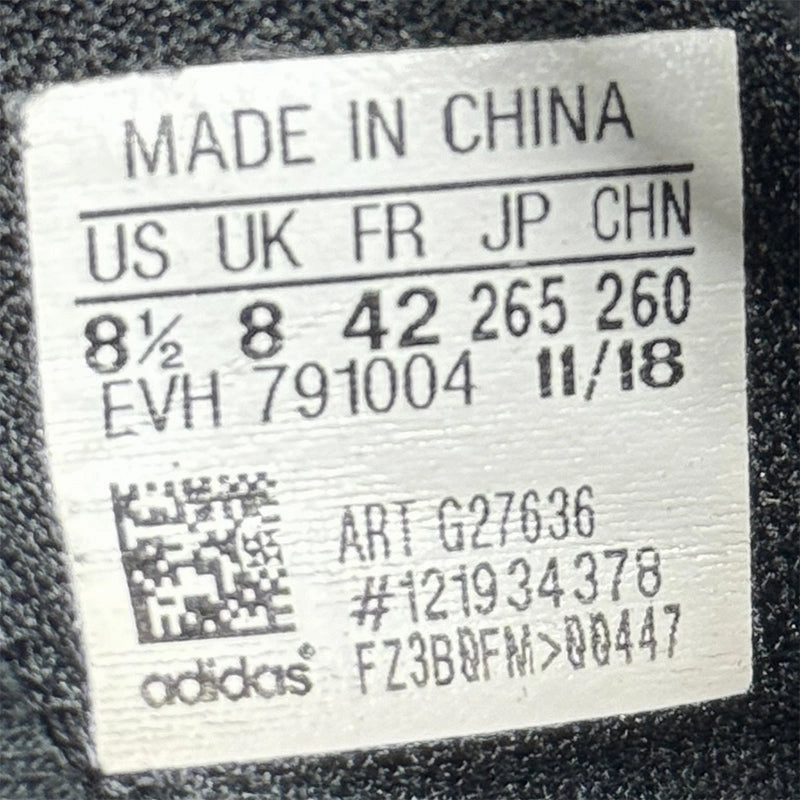 MADE IN CHINA
US UK FR JP CHN
8½ 8 42 265 260
EVH 791004 11/18
ART G27636
#121934378
adidas® FZ3B0FM>00447